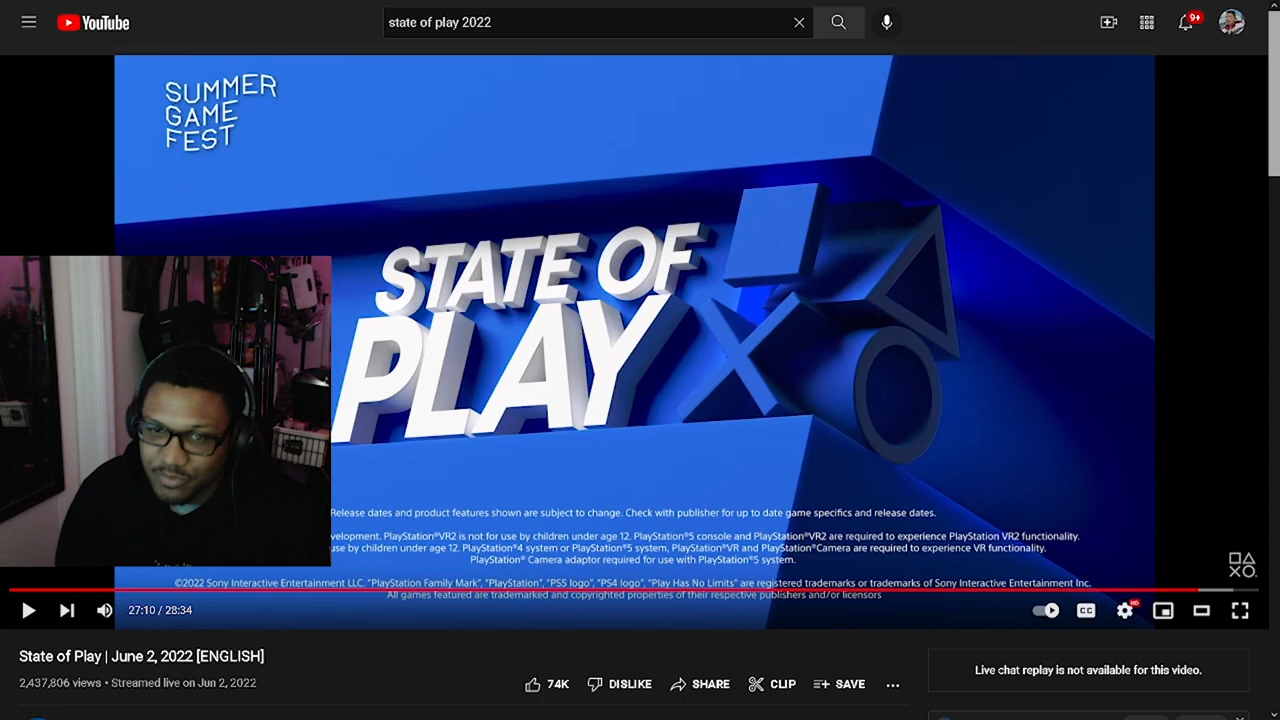 YouTube
state of play 2022
9+
SUMMER
GAME
FEST
STATE OF
PLAY
Release dates and product features shown are subject to change. Check with publisher for up to date game specifics and release dates.
velopment. PlayStation®VR2 is not for use by children under age 12. PlayStation®5 console and PlayStation®VR2 are required to experience PlayStation VR2 functionality.
use by children under age 12. PlayStation®4 system or PlayStation®5 system, PlayStation®VR and PlayStation®Camera are required to experience VR functionality.
PlayStation® Camera adaptor required for use with PlayStation®5 system.
©2022 Sony Interactive Entertainment LLC. "PlayStation Family Mark", "PlayStation", "PS5 logo", "PS4 logo", "Play Has No Limits" are registered trademarks or trademarks of Sony Interactive Entertainment Inc.
All games featured are trademarked and copyrighted properties of their respective publishers and/or licensors
27:10 / 28:34
CC
HD
State of Play | June 2, 2022 [ENGLISH]
2,437,806 views • Streamed live on Jun 2, 2022
74K
DISLIKE
SHARE
CLIP
SAVE
Live chat replay is not available for this video.